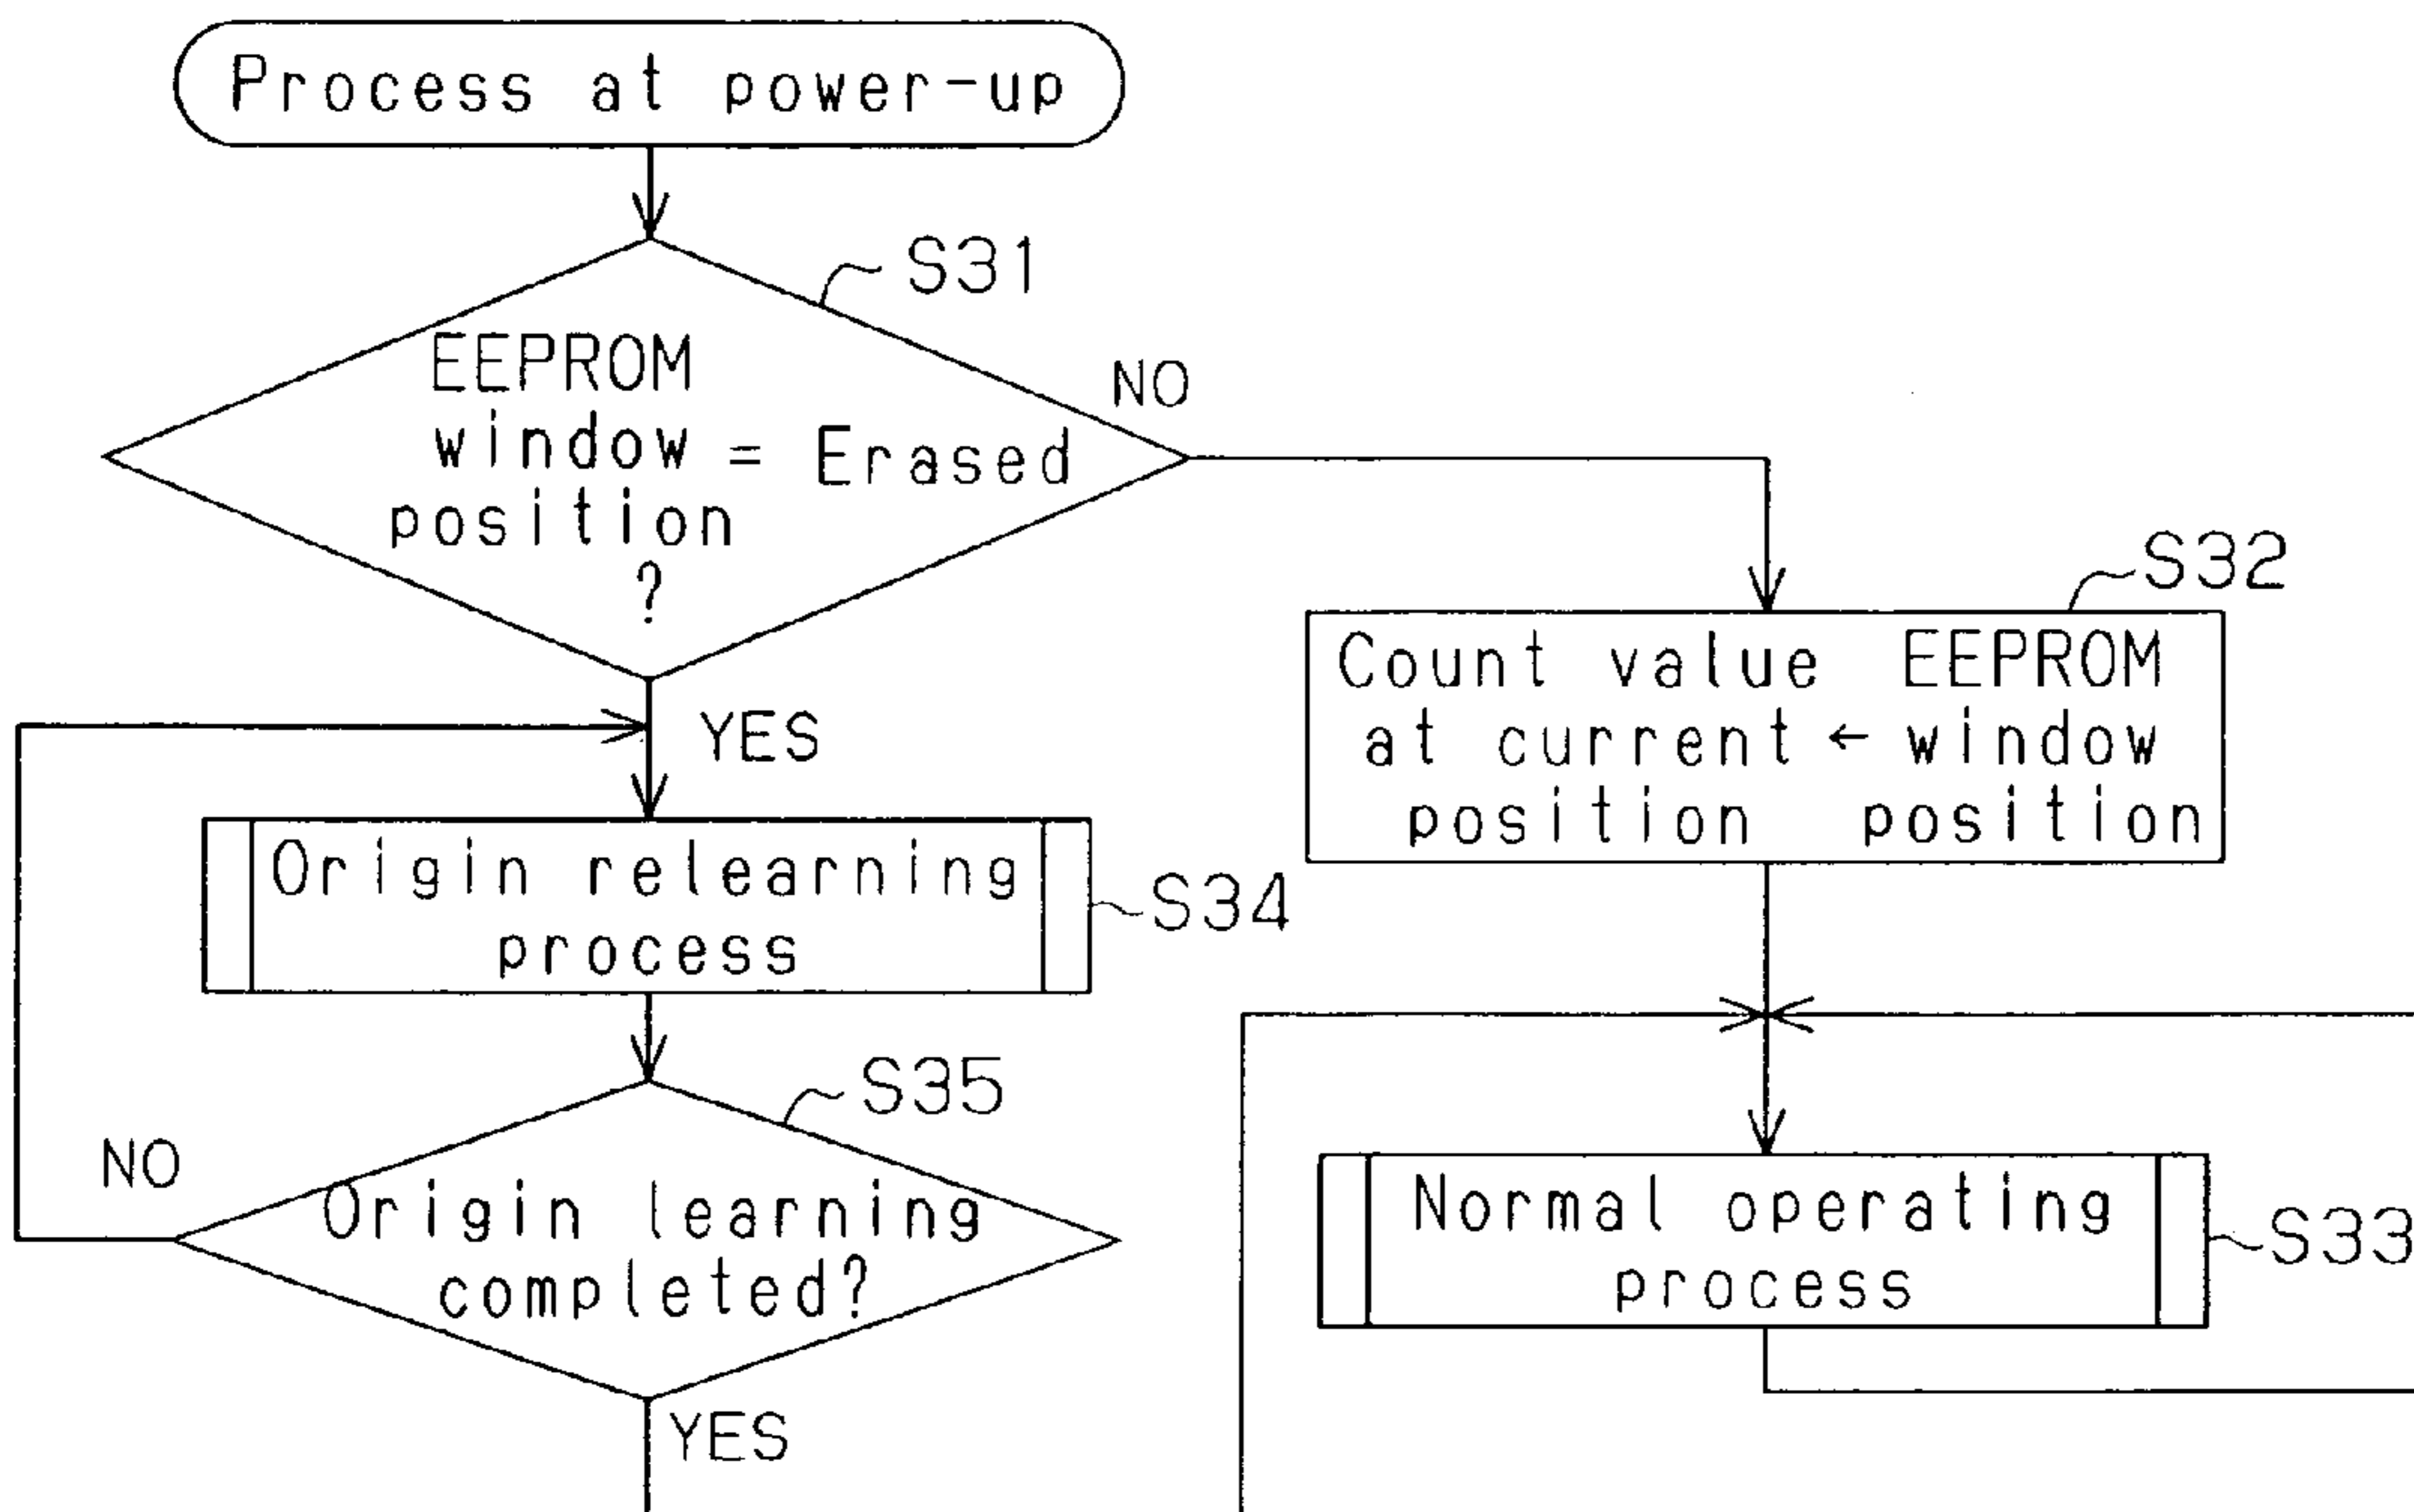 Process at power-up
S31
EEPROM
window = Erased
position
?
NO
S32
Count value EEPROM
at current ← window
position position
YES
Origin relearning
process
S34
S35
NO
Origin learning
completed?
YES
Normal operating
process
S33